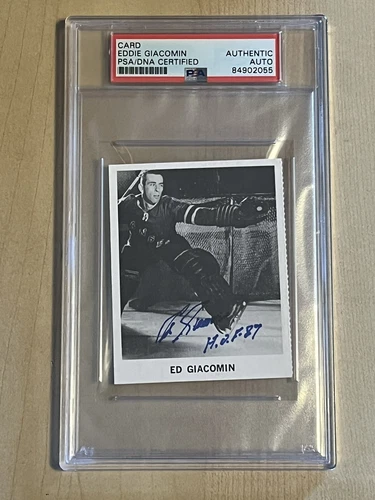 CARD
EDDIE GIACOMIN AUTHENTIC
PSA/DNA CERTIFIED AUTO
PSA 84902055
H.O.F. 87
ED GIACOMIN